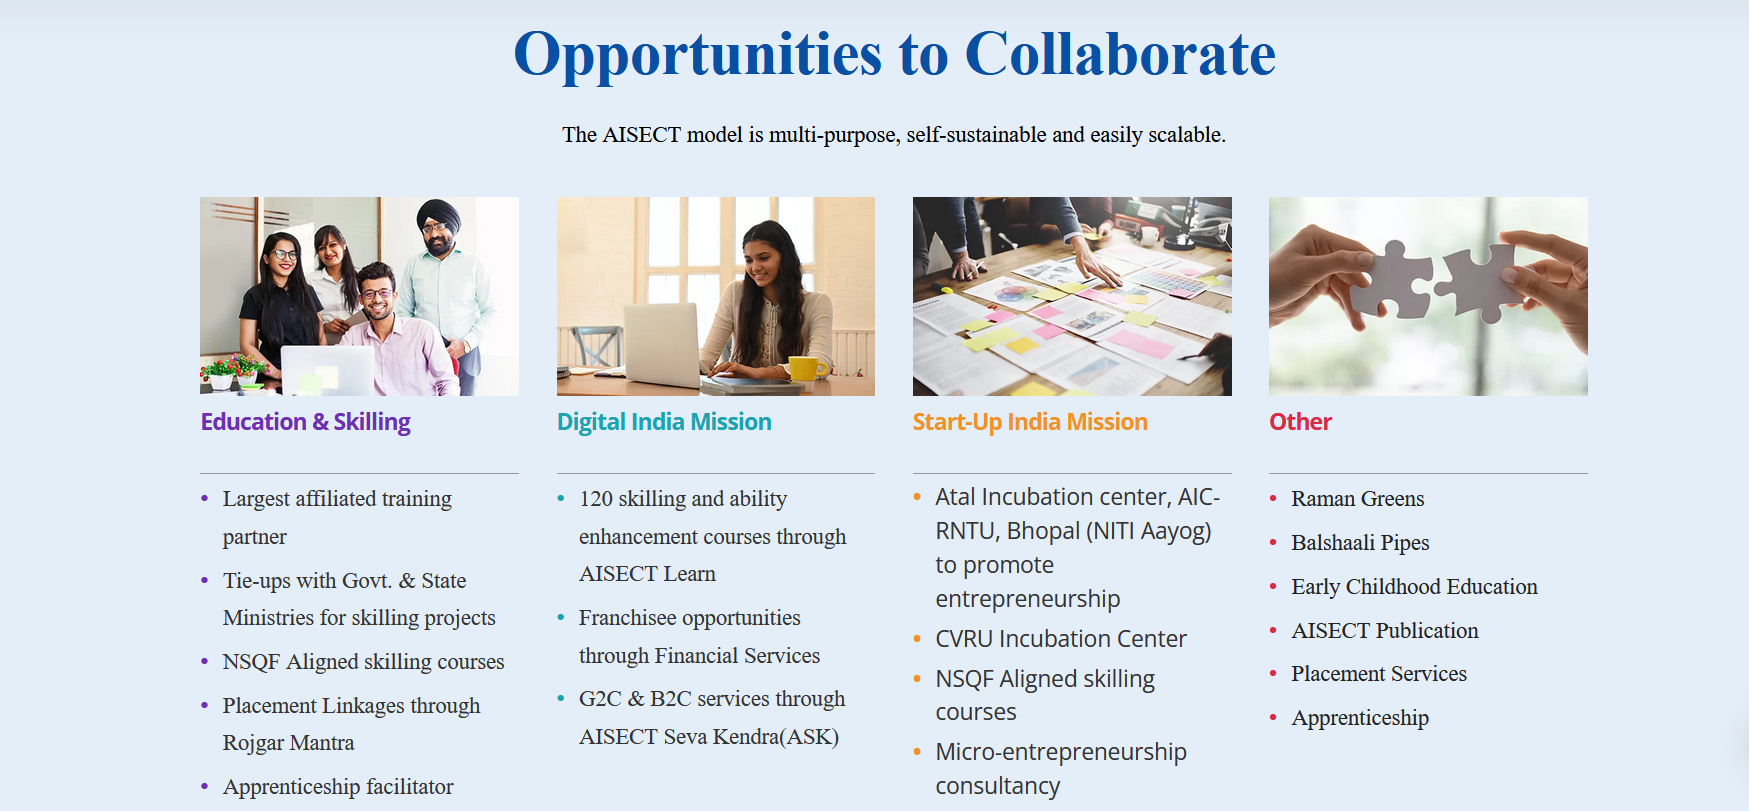 Opportunities to Collaborate
The AISECT model is multi-purpose, self-sustainable and easily scalable.
Education & Skilling
Largest affiliated training
partner
Tie-ups with Govt. & State
Ministries for skilling projects
NSQF Aligned skilling courses
Placement Linkages through
Rojgar Mantra
Apprenticeship facilitator
Digital India Mission
120 skilling and ability
enhancement courses through
AISECT Learn
Franchisee opportunities
through Financial Services
G2C & B2C services through
AISECT Seva Kendra(ASK)
Start-Up India Mission
Atal Incubation center, AIC-
RNTU, Bhopal (NITI Aayog)
to promote
entrepreneurship
CVRU Incubation Center
NSQF Aligned skilling
courses
Micro-entrepreneurship
consultancy
Other
Raman Greens
Balshaali Pipes
Early Childhood Education
AISECT Publication
Placement Services
Apprenticeship